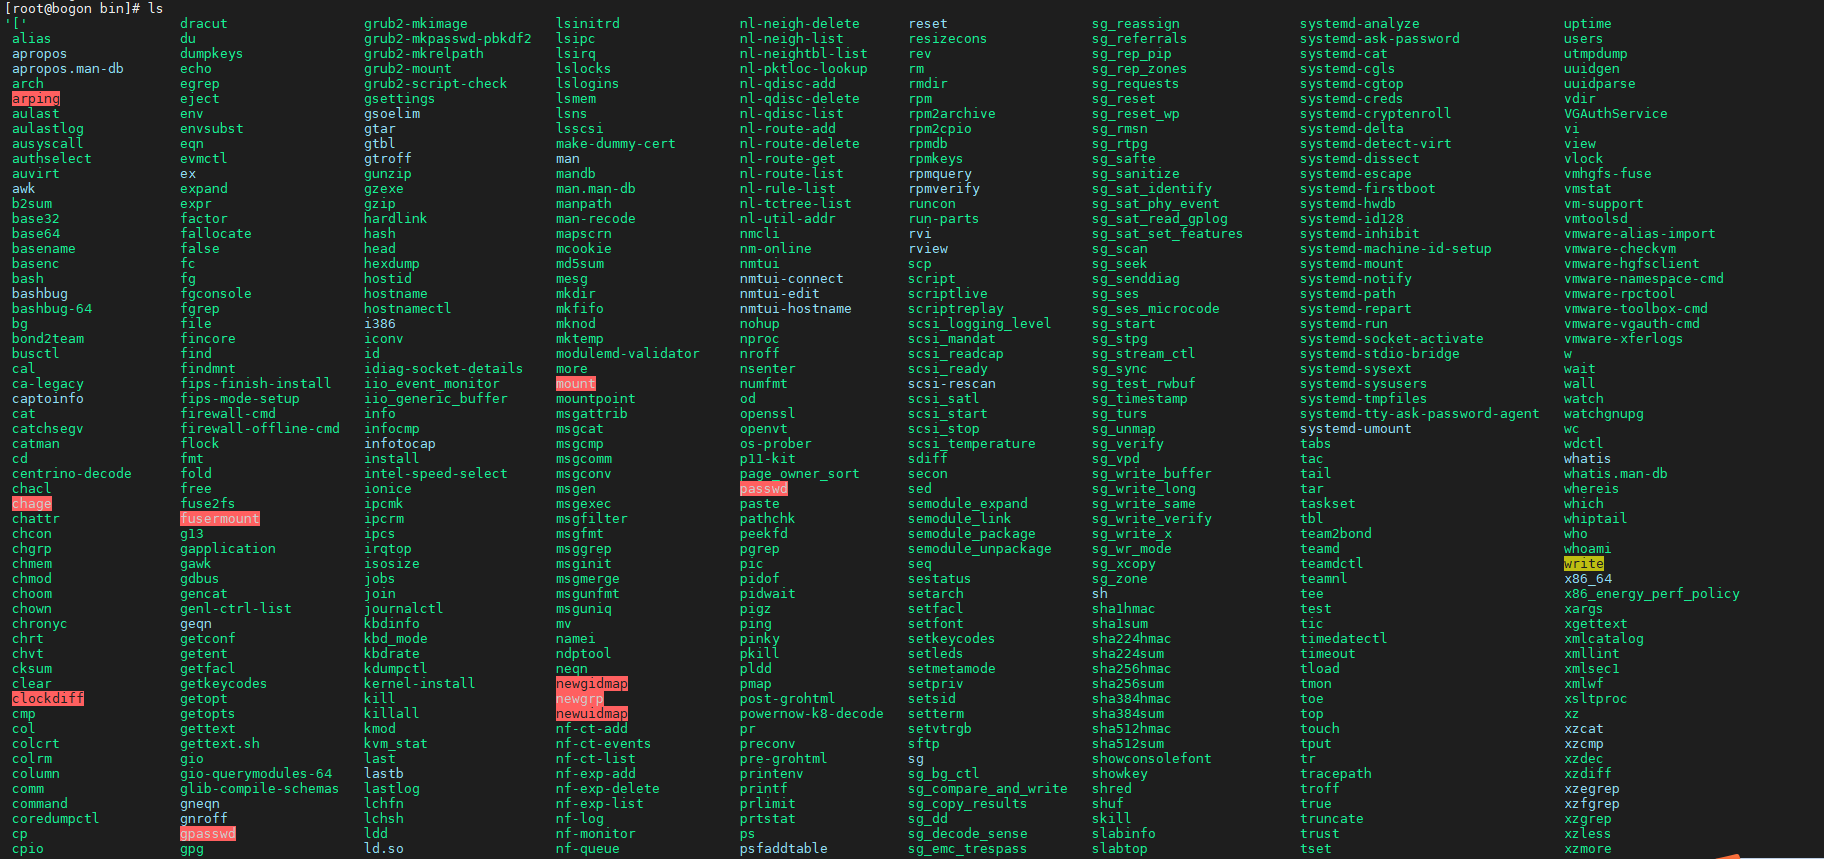 [root@bogon bin]# ls
'[' dracut grub2-mkimage lsinitrd nl-neigh-delete reset sg_reassign systemd-analyze uptime
alias du grub2-mkpasswd-pbkdf2 lsipc nl-neigh-list resizecons sg_referrals systemd-ask-password users
apropos dumpkeys grub2-mkrelpath lsirq nl-neightbl-list rev sg_rep_pip systemd-cat utmpdump
apropos.man-db echo grub2-mount lslocks nl-pktloc-lookup rm sg_rep_zones systemd-cgls uuidgen
arch egrep grub2-script-check lslogins nl-qdisc-add rmdir sg_requests systemd-cgtop uuidparse
arping eject gsettings lsmem nl-qdisc-delete rpm sg_reset systemd-creds vdir
aulast env gsoelim lsns nl-qdisc-list rpm2archive sg_reset_wp systemd-cryptenroll VGAuthService
aulastlog envsubst gtar lsscsi nl-route-add rpm2cpio sg_rmsn systemd-delta vi
ausyscall eqn gtbl make-dummy-cert nl-route-delete rpmdb sg_rtpg systemd-detect-virt view
authselect evmctl gtroff man nl-route-get rpmkeys sg_safte systemd-dissect vlock
auvirt ex gunzip mandb nl-route-list rpmquery sg_sanitize systemd-escape vmhgfs-fuse
awk expand gzexe man.man-db nl-rule-list rpmverify sg_sat_identify systemd-firstboot vmstat
b2sum expr gzip manpath nl-tctree-list runcon sg_sat_phy_event systemd-hwdb vm-support
base32 factor hardlink man-recode nl-util-addr run-parts sg_sat_read_gplog systemd-id128 vmtoolsd
base64 fallocate hash mapscrn nmcli rvi sg_sat_set_features systemd-inhibit vmware-alias-import
basename false head mcookie nm-online rview sg_scan systemd-machine-id-setup vmware-checkvm
basenc fc hexdump md5sum nmtui scp sg_seek systemd-mount vmware-hgfsclient
bash fg hostid mesg nmtui-connect script sg_senddiag systemd-notify vmware-namespace-cmd
bashbug fgconsole hostname mkdir nmtui-edit scriptlive sg_ses systemd-path vmware-rpctool
bashbug-64 fgrep hostnamectl mkfifo nmtui-hostname scriptreplay sg_ses_microcode systemd-repart vmware-toolbox-cmd
bg file i386 mknod nohup scsi_logging_level sg_start systemd-run vmware-vgauth-cmd
bond2team fincore iconv mktemp nproc scsi_mandat sg_stpg systemd-socket-activate vmware-xferlogs
busctl find id modulemd-validator nroff scsi_readcap sg_stream_ctl systemd-stdio-bridge w
cal findmnt idiag-socket-details more nsenter scsi_ready sg_sync systemd-sysext wait
ca-legacy fips-finish-install iio_event_monitor mount numfmt scsi-rescan sg_test_rwbuf systemd-sysusers wall
captoinfo fips-mode-setup iio_generic_buffer mountpoint od scsi_satl sg_timestamp systemd-tmpfiles watch
cat firewall-cmd info msgattrib openssl scsi_start sg_turs systemd-tty-ask-password-agent watchgnupg
catchsegv firewall-offline-cmd infocmp msgcat openvt scsi_stop sg_unmap systemd-umount wc
catman flock infotocap msgcmp os-prober scsi_temperature sg_verify tabs wdctl
cd fmt install msgcomm p11-kit sdiff sg_vpd tac whatis
centrino-decode fold intel-speed-select msgconv page_owner_sort secon sg_write_buffer tail whatis.man-db
chacl free ionice msgen passwd sed sg_write_long tar whereis
chage fuse2fs ipcmk msgexec paste semodule_expand sg_write_same taskset which
chattr fusermount ipcrm msgfilter pathchk semodule_link sg_write_verify tbl whiptail
chcon g13 ipcs msgfmt peekfd semodule_package sg_write_x team2bond who
chgrp gapplication irqtop msggrep pgrep semodule_unpackage sg_wr_mode teamd whoami
chmem gawk isosize msginit pic seq sg_xcopy teamdctl write
chmod gdbus jobs msgmerge pidof sestatus sg_zone teamnl x86_64
choom gencat join msgunfmt pidwait setarch sh tee x86_energy_perf_policy
chown genl-ctrl-list journalctl msguniq pigz setfacl sha1hmac test xargs
chronyc geqn kbdinfo mv ping setfont sha1sum tic xgettext
chrt getconf kbd_mode namei pinky setkeycodes sha224hmac timedatectl xmlcatalog
chvt getent kbdrate ndptool pkill setleds sha224sum timeout xmllint
cksum getfacl kdumpctl neqn pldd setmetamode sha256hmac tload xmlsec1
clear getkeycodes kernel-install newgidmap pmap setpriv sha256sum tmon xmlwf
clockdiff getopt kill newgrp post-grohtml setsid sha384hmac toe xsltproc
cmp getopts killall newuidmap powernow-k8-decode setterm sha384sum top xz
col gettext kmod nf-ct-add pr setvtrgb sha512hmac touch xzcat
colcrt gettext.sh kvm_stat nf-ct-events preconv sftp sha512sum tput xzcmp
colrm gio last nf-ct-list pre-grohtml sg showconsolefont tr xzdec
column gio-querymodules-64 lastb nf-exp-add printenv sg_bg_ctl showkey tracepath xzdiff
comm glib-compile-schemas lastlog nf-exp-delete printf sg_compare_and_write shred troff xzegrep
command gneqn lchfn nf-exp-list prlimit sg_copy_results shuf true xzfgrep
coredumpctl gnroff lchsh nf-log prtstat sg_dd skill truncate xzgrep
cp gpasswd ldd nf-monitor ps sg_decode_sense slabinfo trust xzless
cpio gpg ld.so nf-queue psfaddtable sg_emc_trespass slabtop tset xzmore